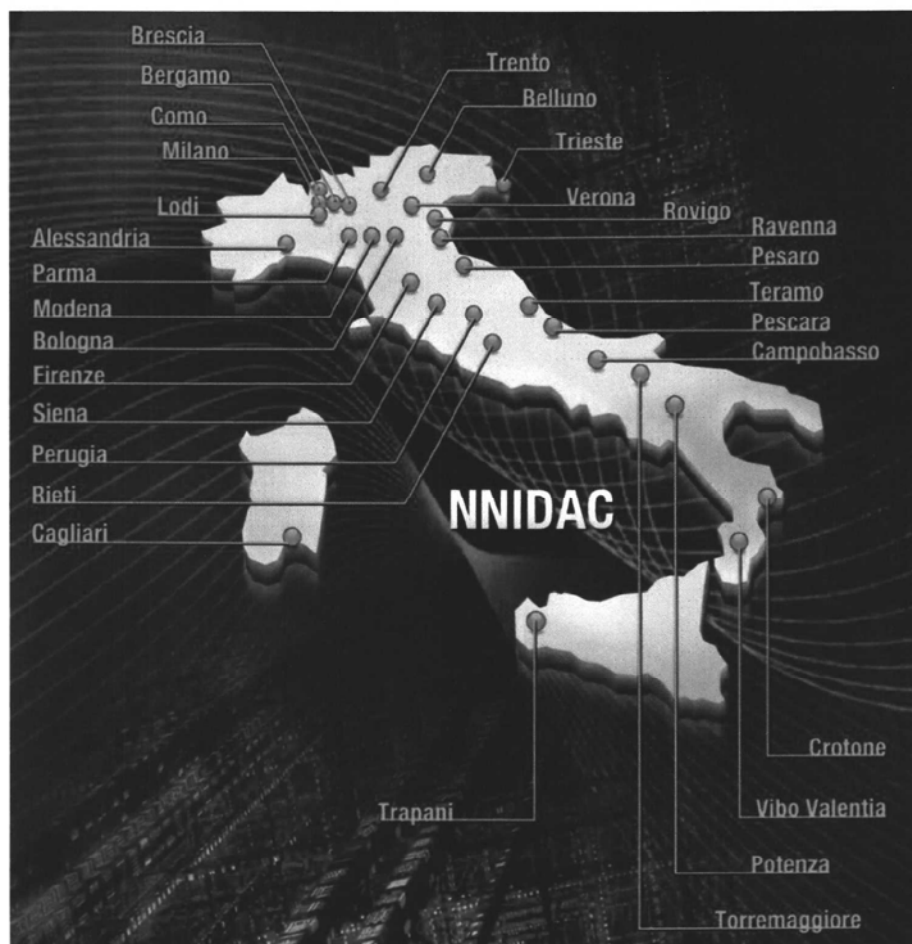 Brescia
Trento
Bergamo
Belluno
Como
Trieste
Milano
Lodi
Verona
Rovigo
Alessandria
Ravenna
Parma
Pesaro
Modena
Teramo
Bologna
Pescara
Firenze
Campobasso
Siena
Perugia
Rieti
NNIDAC
Cagliari
Crotone
Trapani
Vibo Valentia
Potenza
Torremaggiore